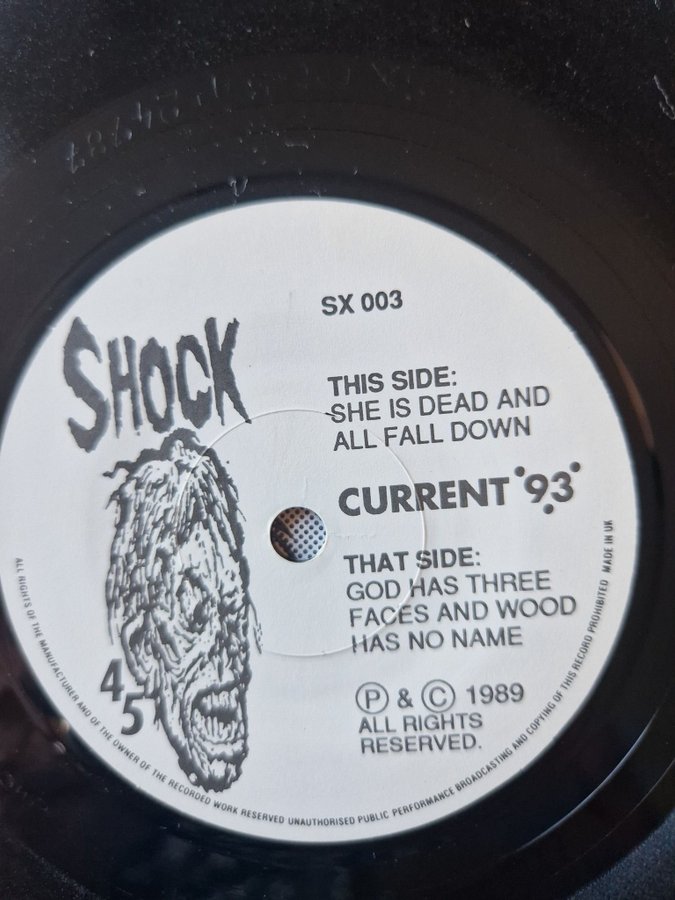 SX 003
SHOCK
THIS SIDE:
SHE IS DEAD AND
ALL FALL DOWN
CURRENT '93'
THAT SIDE:
GOD HAS THREE
FACES AND WOOD
HAS NO NAME
45
Ⓟ & © 1989
ALL RIGHTS
RESERVED.
ALL RIGHTS OF THE MANUFACTURER AND OF THE OWNER OF THE RECORDED WORK RESERVED UNAUTHORISED PUBLIC PERFORMANCE BROADCASTING AND COPYING OF THIS RECORD PROHIBITED MADE IN UK